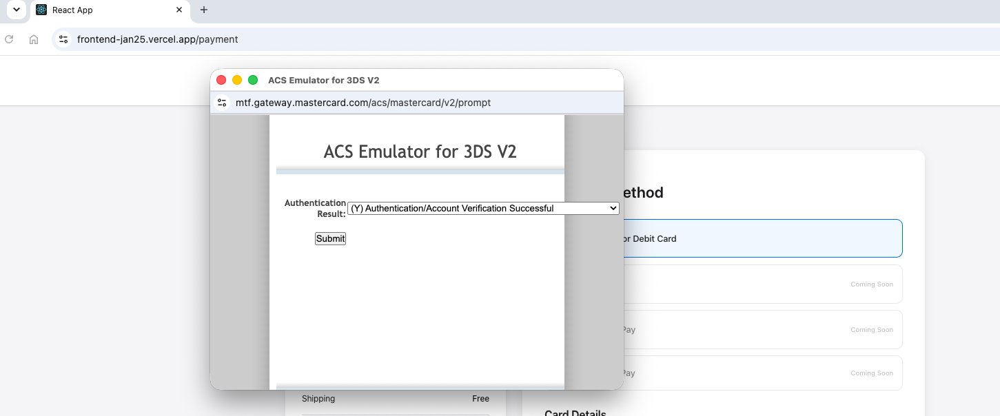 React App
frontend-jan25.vercel.app/payment
ACS Emulator for 3DS V2
mtf.gateway.mastercard.com/acs/mastercard/v2/prompt
ACS Emulator for 3DS V2
Authentication
Result:
(Y) Authentication/Account Verification Successful
Submit
ethod
or Debit Card
Coming Soon
Pay
Coming Soon
Pay
Coming Soon
Shipping
Free
Card Details